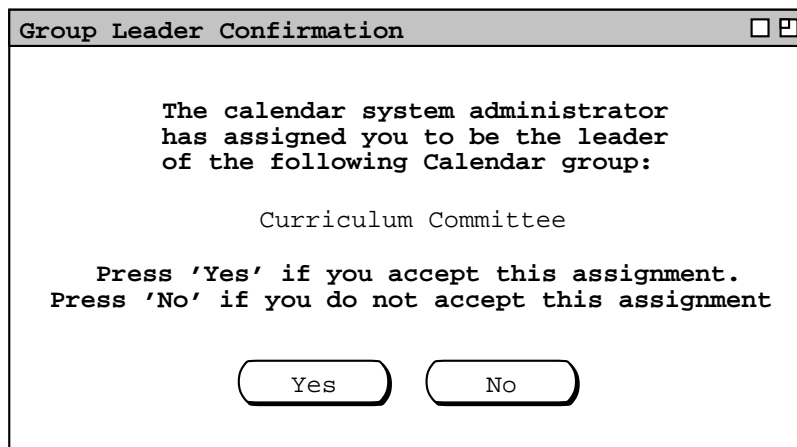 Group Leader Confirmation
The calendar system administrator
has assigned you to be the leader
of the following Calendar group:
Curriculum Committee
Press ’Yes’ if you accept this assignment.
Press ’No’ if you do not accept this assignment
Yes No